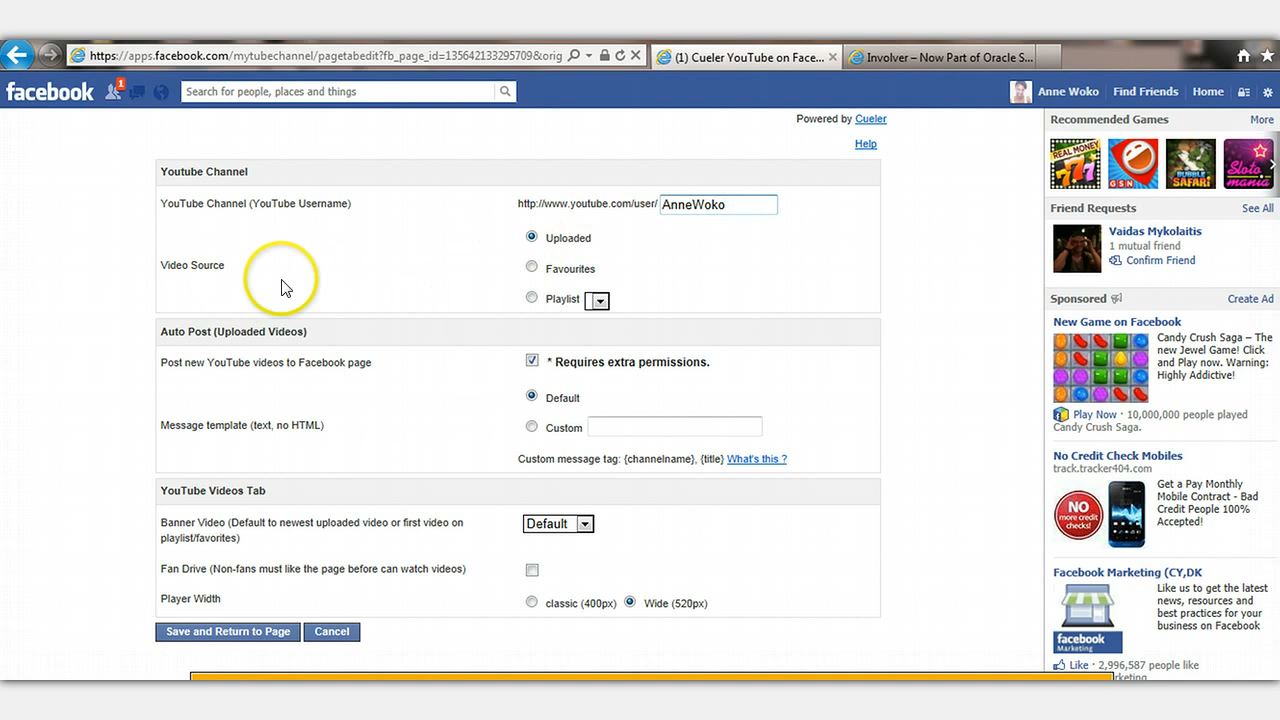 https://apps.facebook.com/mytubechannel/pagetabedit?fb_page_id=135642133295709&orig
(1) Cueler YouTube on Face...
Involver – Now Part of Oracle S...
facebook
1
Search for people, places and things
Anne Woko
Find Friends
Home
Powered by Cueler
Help
Youtube Channel
YouTube Channel (YouTube Username)
http://www.youtube.com/user/ AnneWoko
Video Source
Uploaded
Favourites
Playlist
Auto Post (Uploaded Videos)
Post new YouTube videos to Facebook page
* Requires extra permissions.
Message template (text, no HTML)
Default
Custom
Custom message tag: {channelname}, {title} What's this ?
YouTube Videos Tab
Banner Video (Default to newest uploaded video or first video on
playlist/favorites)
Default
Fan Drive (Non-fans must like the page before can watch videos)
Player Width
classic (400px)
Wide (520px)
Save and Return to Page
Cancel
Recommended Games
More
REAL MONEY
777
GSN
BUBBLE
SAFARI
Sloto
mania
Friend Requests
See All
Vaidas Mykolaitis
1 mutual friend
Confirm Friend
Sponsored
Create Ad
New Game on Facebook
Candy Crush Saga – The
new Jewel Game! Click
and Play now. Warning:
Highly Addictive!
Play Now · 10,000,000 people played
Candy Crush Saga.
No Credit Check Mobiles
track.tracker404.com
NO
more credit
checks!
Get a Pay Monthly
Mobile Contract - Bad
Credit People 100%
Accepted!
Facebook Marketing (CY,DK
facebook
Marketing
Like us to get the latest
news, resources and
best practices for your
business on Facebook
Like · 2,996,587 people like